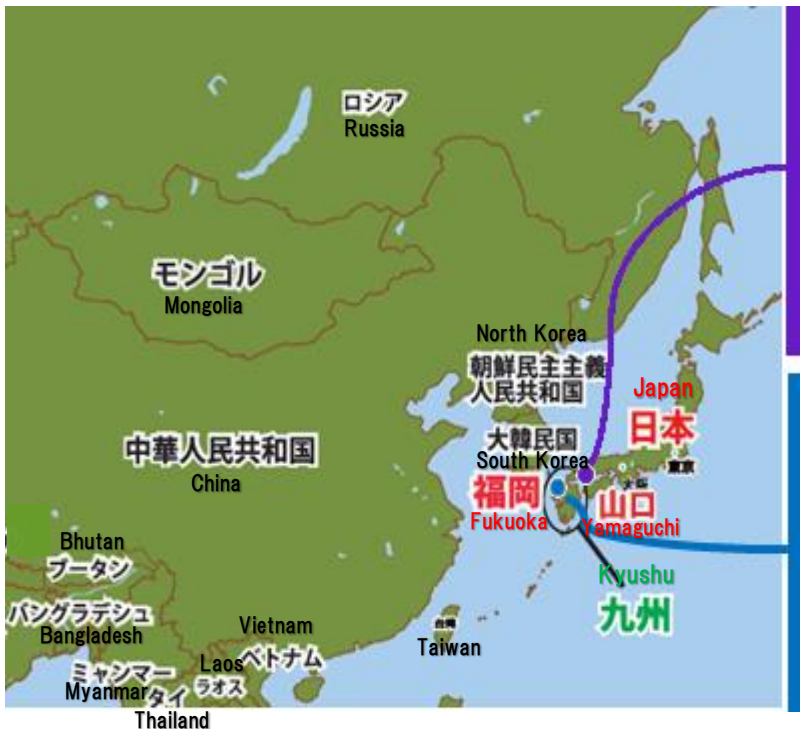 ロシア
Russia
モンゴル
Mongolia
North Korea
朝鮮民主主義
人民共和国
Japan
日本
大韓民国
South Korea
東京
中華人民共和国
China
福岡
Fukuoka
大阪
山口
Yamaguchi
Kyushu
九州
Bhutan
ブータン
バングラデシュ
Bangladesh
台湾
Taiwan
Vietnam
ベトナム
Laos
ラオス
ミャンマー
Myanmar
タイ
Thailand